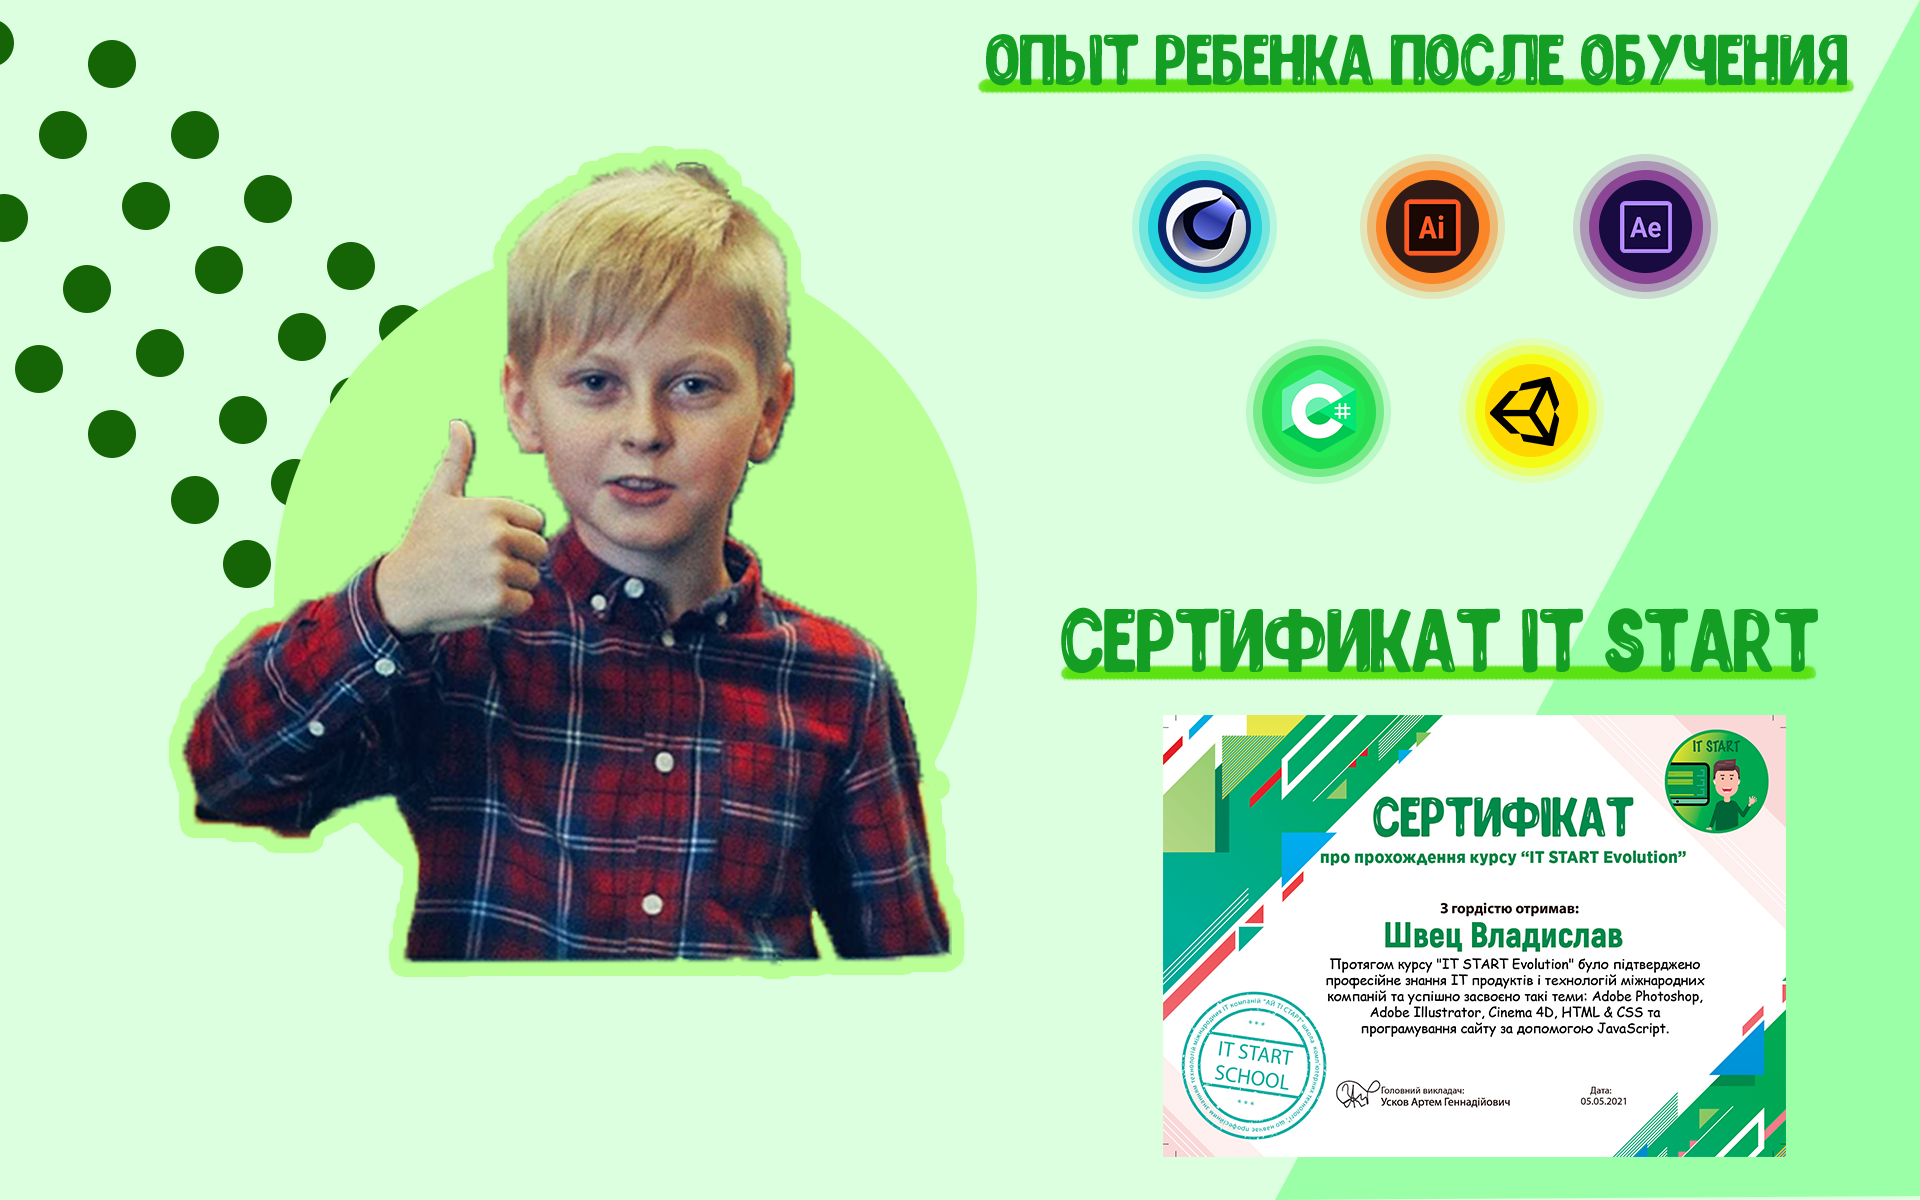 ОПЫТ РЕБЕНКА ПОСЛЕ ОБУЧЕНИЯ
Ai
Ae
C#
СЕРТИФИКАТ IT START
IT START
СЕРТИФІКАТ
про прохождення курсу “IT START Evolution”
З гордістю отримав:
Швец Владислав
Протягом курсу "IT START Evolution" було підтверджено
професійне знання IT продуктів і технологій міжнародних
компаній та успішно засвоєно такі теми: Adobe Photoshop,
Adobe Illustrator, Cinema 4D, HTML & CSS та
програмування сайту за допомогою JavaScript.
IT START
SCHOOL
Головний викладач:
Усков Артем Геннадійович
Дата:
05.05.2021